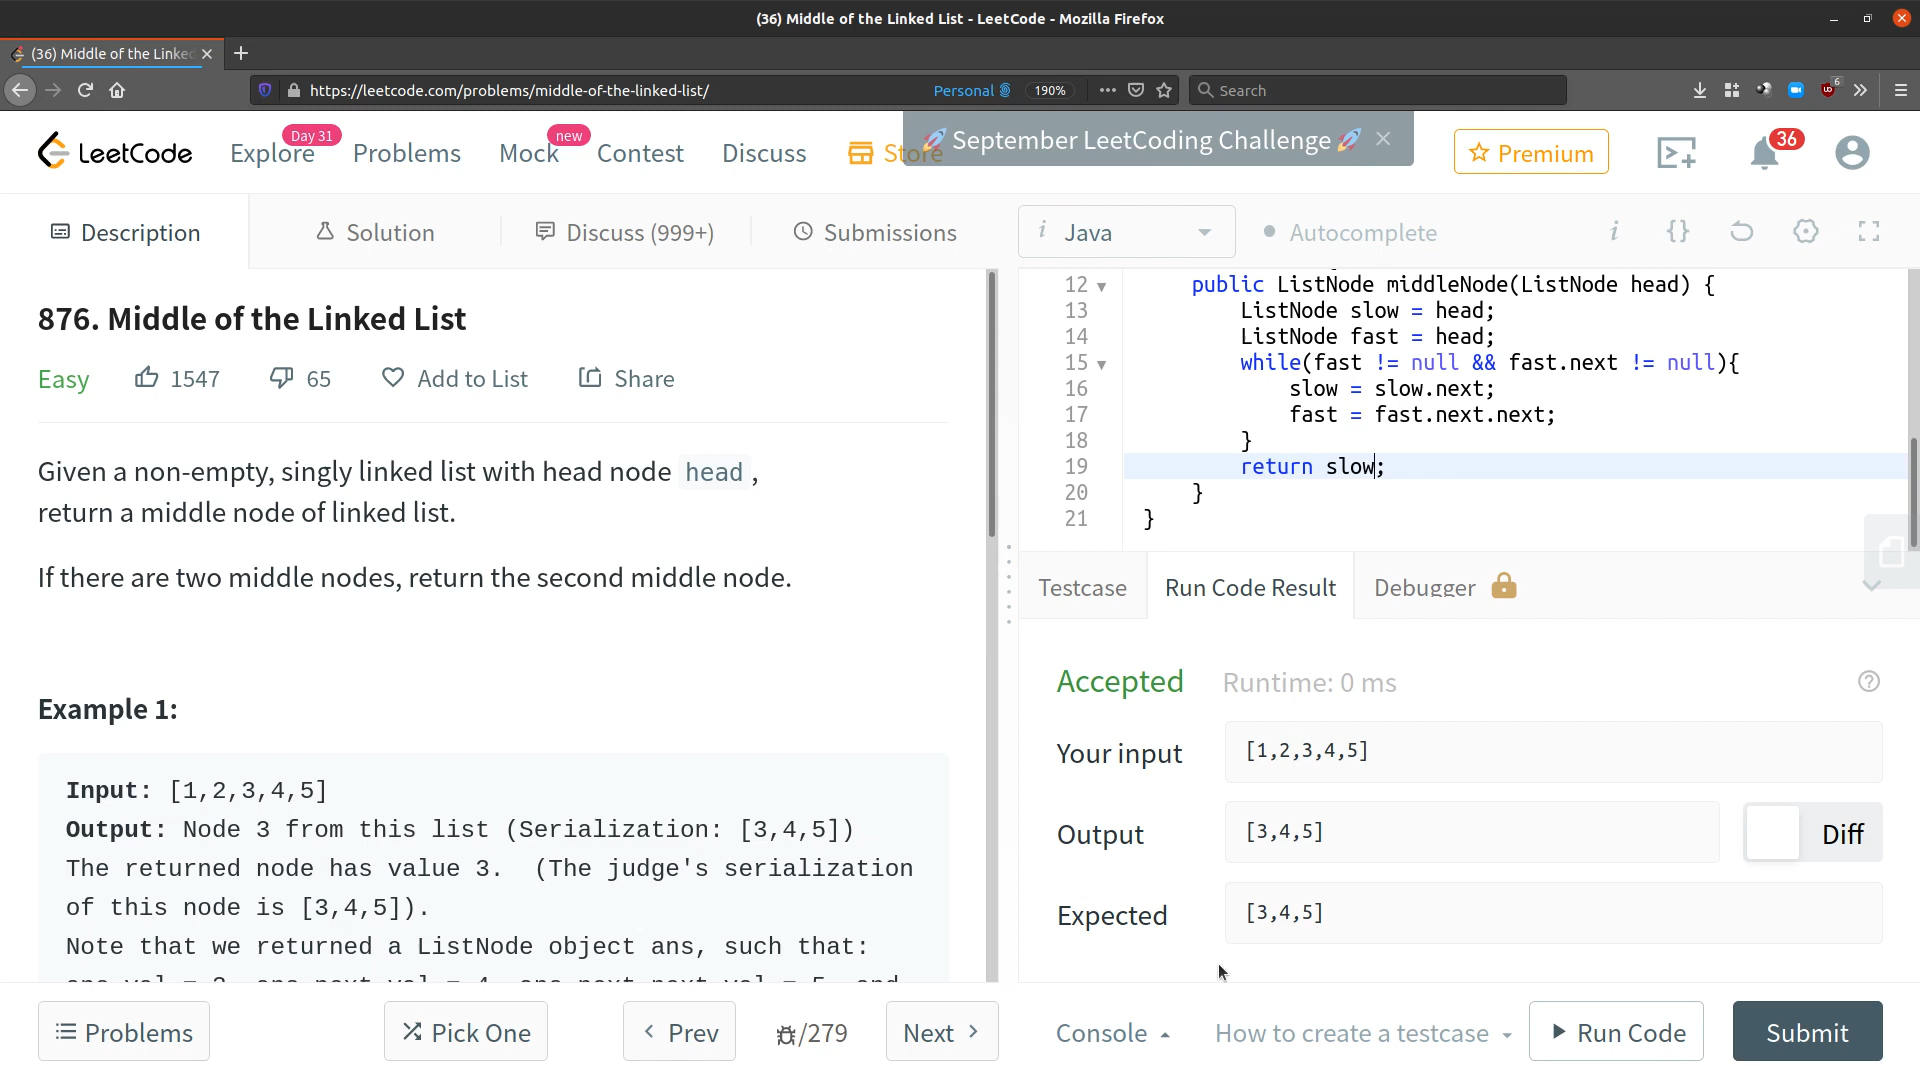 (36) Middle of the Linked List - LeetCode - Mozilla Firefox
(36) Middle of the Linked
https://leetcode.com/problems/middle-of-the-linked-list/
Personal
190%
Search
6
LeetCode
Explore
Day 31
Problems
Mock
new
Contest
Discuss
Store
🚀 September LeetCoding Challenge 🚀
Premium
36
Description
Solution
Discuss (999+)
Submissions
i Java
Autocomplete
i {}
876. Middle of the Linked List
Easy
1547
65
Add to List
Share
Given a non-empty, singly linked list with head node head,
return a middle node of linked list.
If there are two middle nodes, return the second middle node.
Example 1:
Input: [1,2,3,4,5]
Output: Node 3 from this list (Serialization: [3,4,5])
The returned node has value 3.  (The judge's serialization
of this node is [3,4,5]).
Note that we returned a ListNode object ans, such that:
12 public ListNode middleNode(ListNode head) {
13 ListNode slow = head;
14 ListNode fast = head;
15 while(fast != null && fast.next != null){
16 slow = slow.next;
17 fast = fast.next.next;
18 }
19 return slow;
20 }
21 }
Testcase
Run Code Result
Debugger
Accepted
Runtime: 0 ms
Your input
[1,2,3,4,5]
Output
[3,4,5]
Diff
Expected
[3,4,5]
Problems
Pick One
Prev
/279
Next
Console
How to create a testcase
Run Code
Submit